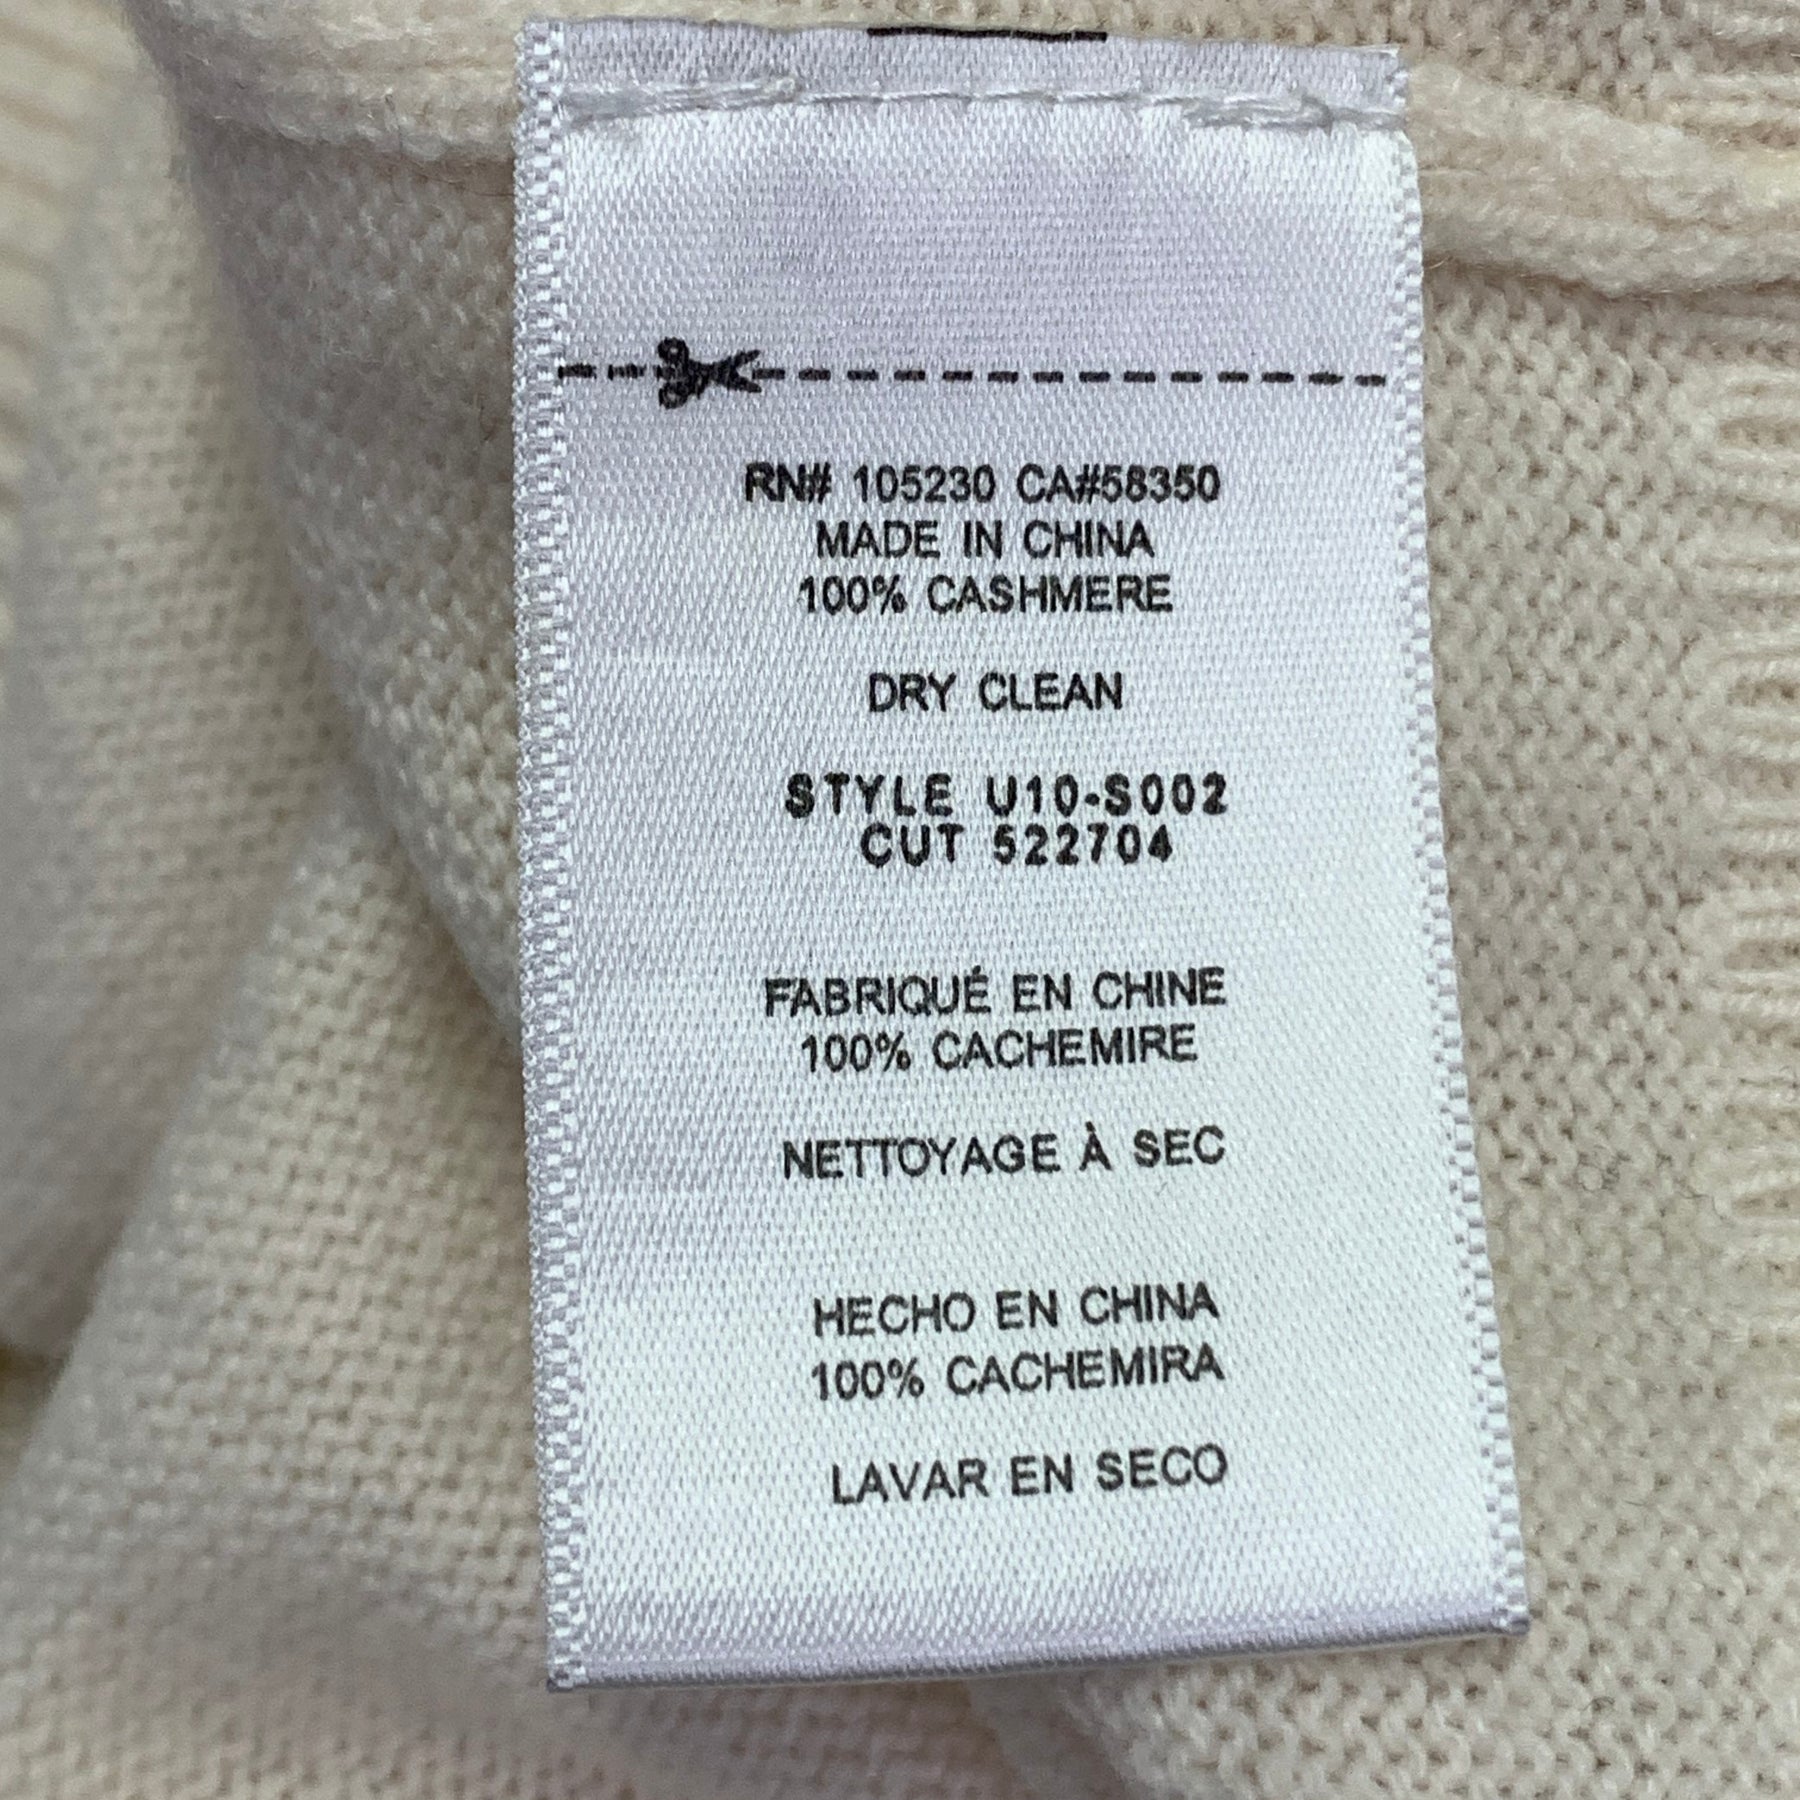 RN# 105230 CA#58350
MADE IN CHINA
100% CASHMERE
DRY CLEAN
STYLE U10-S002
CUT 522704
FABRIQUÉ EN CHINE
100% CACHEMIRE
NETTOYAGE À SEC
HECHO EN CHINA
100% CACHEMIRA
LAVAR EN SECO